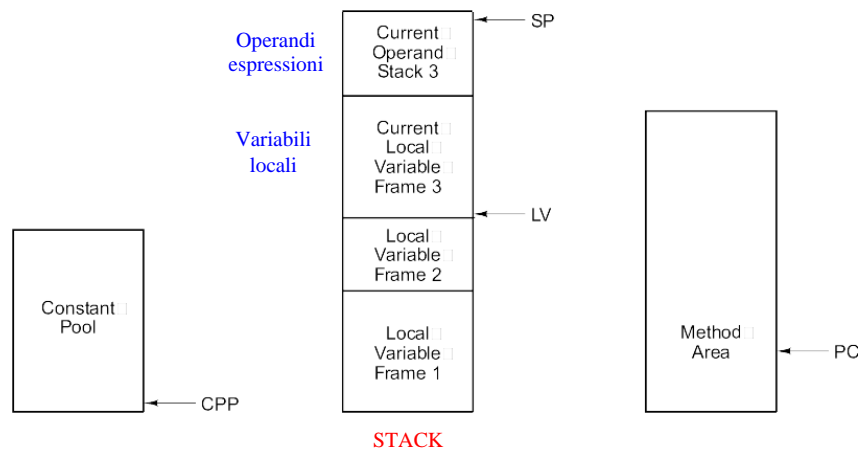 Operandi
espressioni
Current
Operand
Stack 3
SP
Variabili
locali
Current
Local
Variable
Frame 3
LV
Local
Variable
Frame 2
Constant
Pool
CPP
Local
Variable
Frame 1
Method
Area
PC
STACK